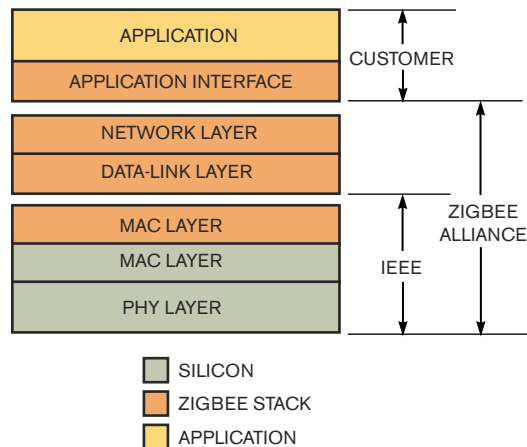 APPLICATION
APPLICATION INTERFACE
CUSTOMER
NETWORK LAYER
DATA-LINK LAYER
MAC LAYER
MAC LAYER
PHY LAYER
IEEE
ZIGBEE
ALLIANCE
SILICON
ZIGBEE STACK
APPLICATION